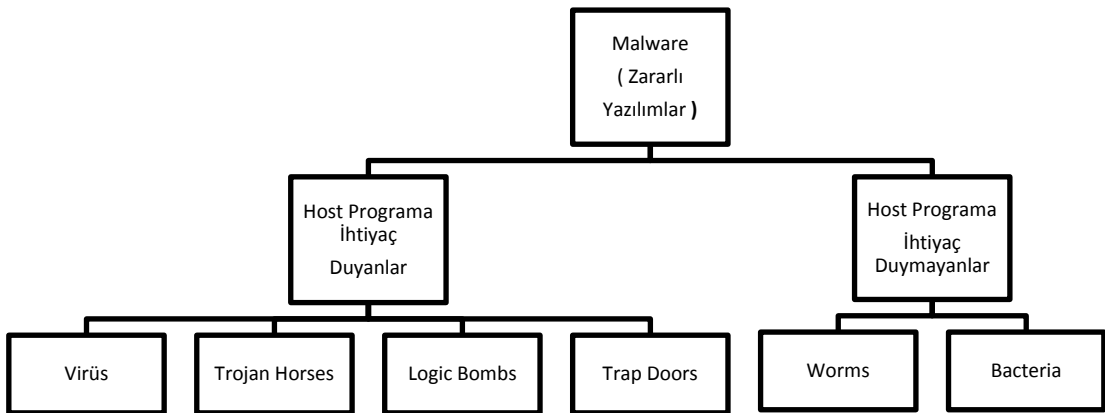 Malware
( Zararlı
Yazılımlar )
Host Programa
İhtiyaç
Duyanlar
Host Programa
İhtiyaç
Duymayanlar
Virüs
Trojan Horses
Logic Bombs
Trap Doors
Worms
Bacteria